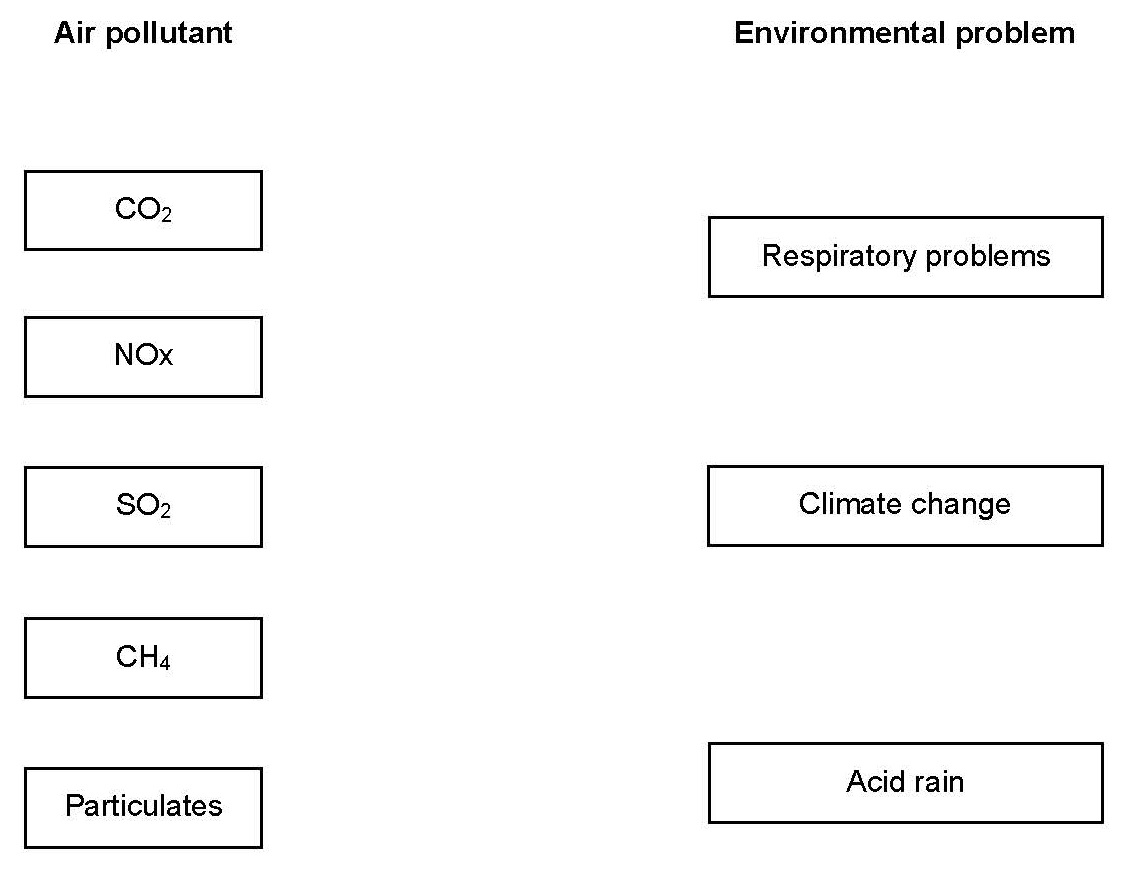 Air pollutant
Environmental problem
CO₂
Respiratory problems
NOx
SO₂
Climate change
CH₄
Particulates
Acid rain